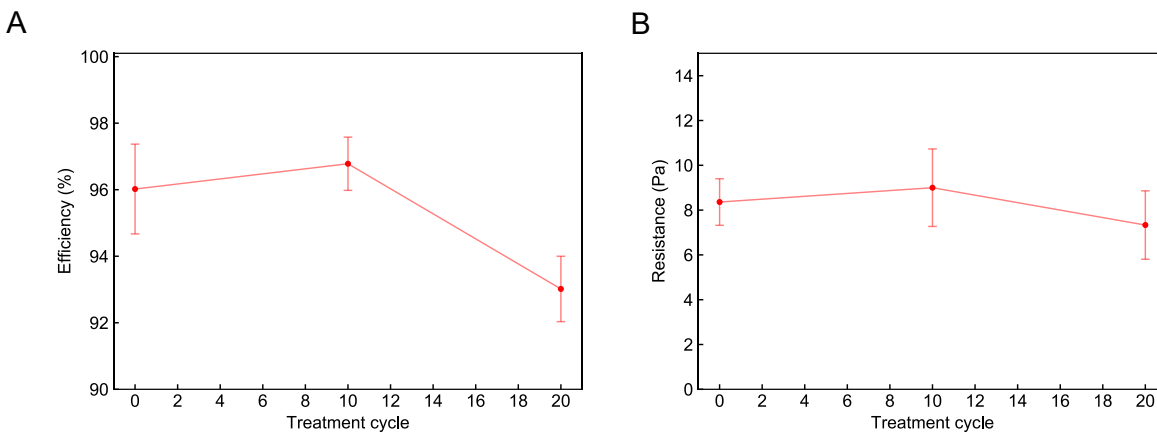 A
100
98
96
94
92
90
Efficiency (%)
0 2 4 6 8 10 12 14 16 18 20
Treatment cycle
B
14
12
10
8
6
4
2
0
Resistance (Pa)
0 2 4 6 8 10 12 14 16 18 20
Treatment cycle